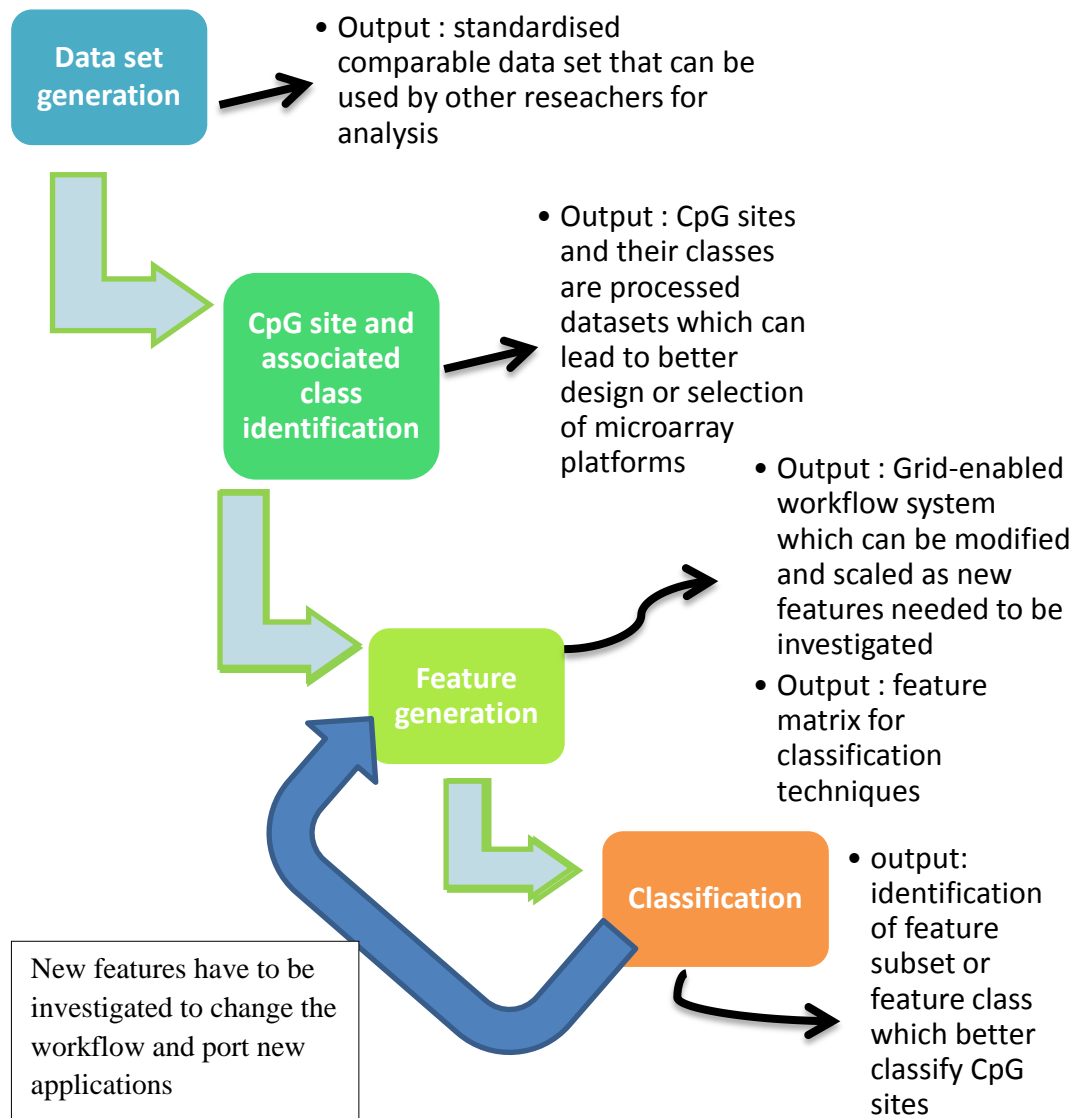 Data set
generation
• Output : standardised
comparable data set that can be
used by other reseachers for
analysis
CpG site and
associated
class
identification
• Output : CpG sites
and their classes
are processed
datasets which can
lead to better
design or selection
of microarray
platforms
Feature
generation
• Output : Grid-enabled
workflow system
which can be modified
and scaled as new
features needed to be
investigated
• Output : feature
matrix for
classification
techniques
Classification
• output:
identification
of feature
subset or
feature class
which better
classify CpG
sites
New features have to be
investigated to change the
workflow and port new
applications